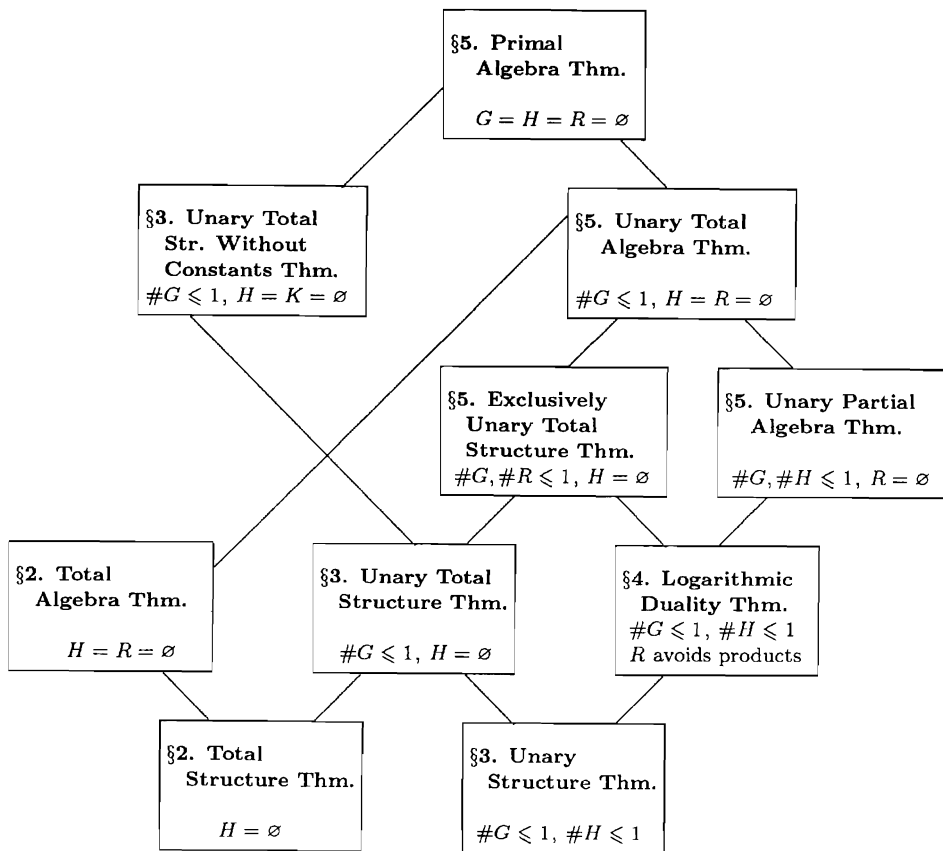 §5. Primal
Algebra Thm.
G = H = R = ∅
§3. Unary Total
Str. Without
Constants Thm.
#G ⩽ 1, H = K = ∅
§5. Unary Total
Algebra Thm.
#G ⩽ 1, H = R = ∅
§5. Exclusively
Unary Total
Structure Thm.
#G, #R ⩽ 1, H = ∅
§5. Unary Partial
Algebra Thm.
#G, #H ⩽ 1, R = ∅
§2. Total
Algebra Thm.
H = R = ∅
§3. Unary Total
Structure Thm.
#G ⩽ 1, H = ∅
§4. Logarithmic
Duality Thm.
#G ⩽ 1, #H ⩽ 1
R avoids products
§2. Total
Structure Thm.
H = ∅
§3. Unary
Structure Thm.
#G ⩽ 1, #H ⩽ 1